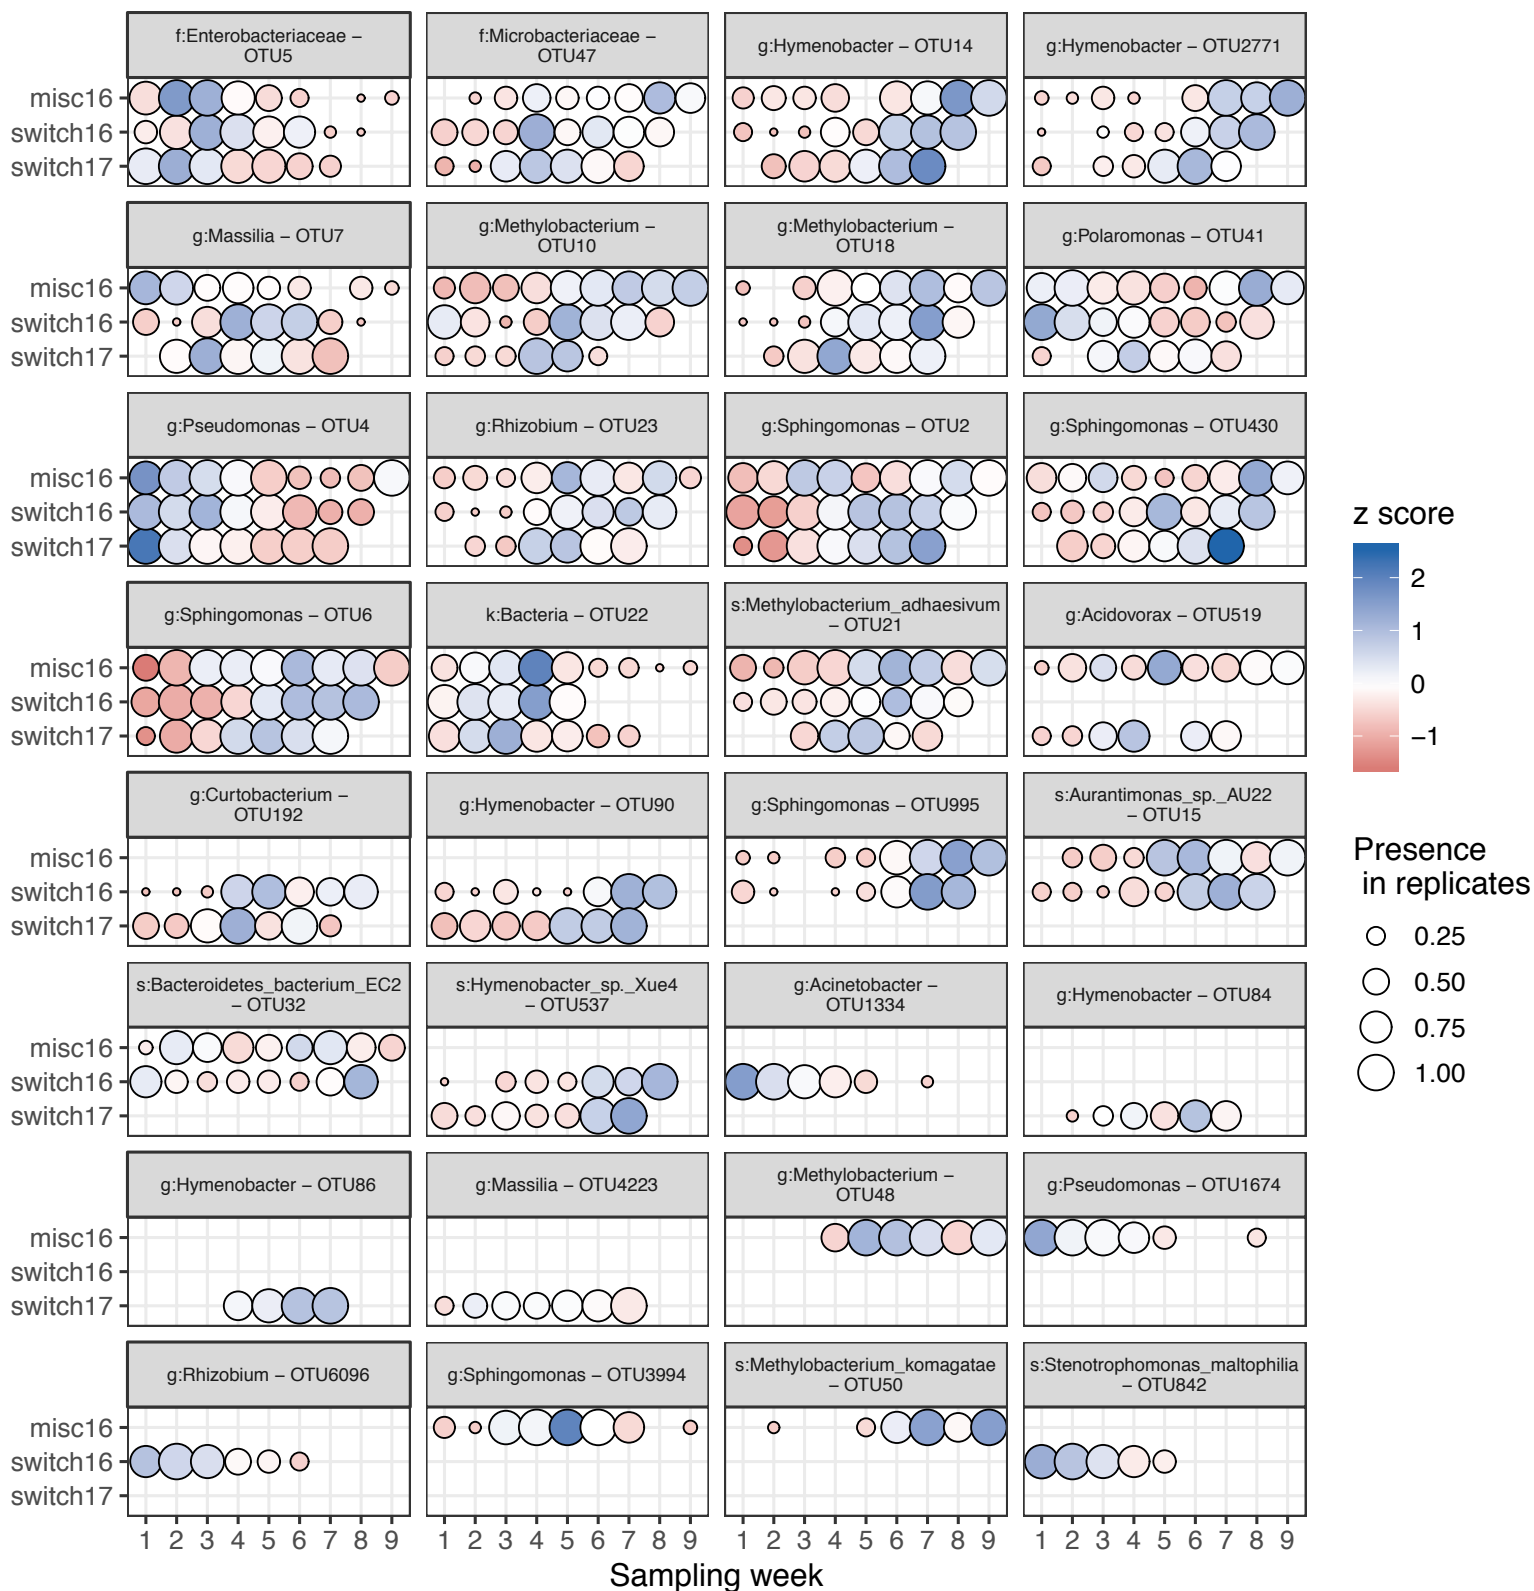 f:Enterobacteriaceae –
OTU5
f:Microbacteriaceae –
OTU47
g:Hymenobacter – OTU14
g:Hymenobacter – OTU2771
misc16
switch16
switch17
g:Massilia – OTU7
g:Methylobacterium –
OTU10
g:Methylobacterium –
OTU18
g:Polaromonas – OTU41
misc16
switch16
switch17
g:Pseudomonas – OTU4
g:Rhizobium – OTU23
g:Sphingomonas – OTU2
g:Sphingomonas – OTU430
misc16
switch16
switch17
g:Sphingomonas – OTU6
k:Bacteria – OTU22
s:Methylobacterium_adhaesivum
– OTU21
g:Acidovorax – OTU519
misc16
switch16
switch17
g:Curtobacterium –
OTU192
g:Hymenobacter – OTU90
g:Sphingomonas – OTU995
s:Aurantimonas_sp._AU22
– OTU15
misc16
switch16
switch17
s:Bacteroidetes_bacterium_EC2
– OTU32
s:Hymenobacter_sp._Xue4
– OTU537
g:Acinetobacter –
OTU1334
g:Hymenobacter – OTU84
misc16
switch16
switch17
g:Hymenobacter – OTU86
g:Massilia – OTU4223
g:Methylobacterium –
OTU48
g:Pseudomonas – OTU1674
misc16
switch16
switch17
g:Rhizobium – OTU6096
g:Sphingomonas – OTU3994
s:Methylobacterium_komagatae
– OTU50
s:Stenotrophomonas_maltophilia
– OTU842
misc16
switch16
switch17
1 2 3 4 5 6 7 8 9
1 2 3 4 5 6 7 8 9
1 2 3 4 5 6 7 8 9
1 2 3 4 5 6 7 8 9
Sampling week
z score
2
1
0
−1
Presence
in replicates
0.25
0.50
0.75
1.00